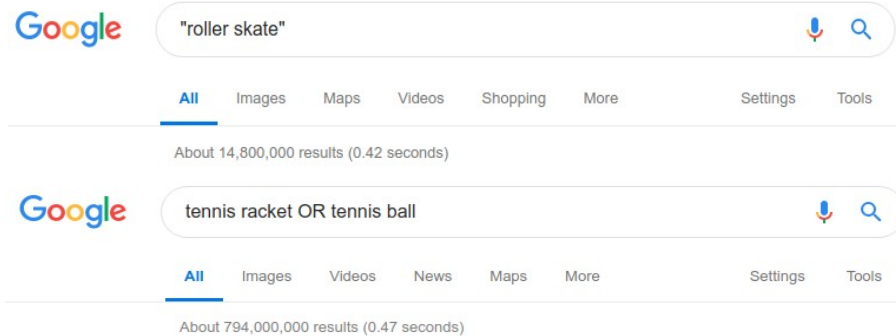 Google "roller skate"
All Images Maps Videos Shopping More Settings Tools
About 14,800,000 results (0.42 seconds)
Google tennis racket OR tennis ball
All Images Videos News Maps More Settings Tools
About 794,000,000 results (0.47 seconds)